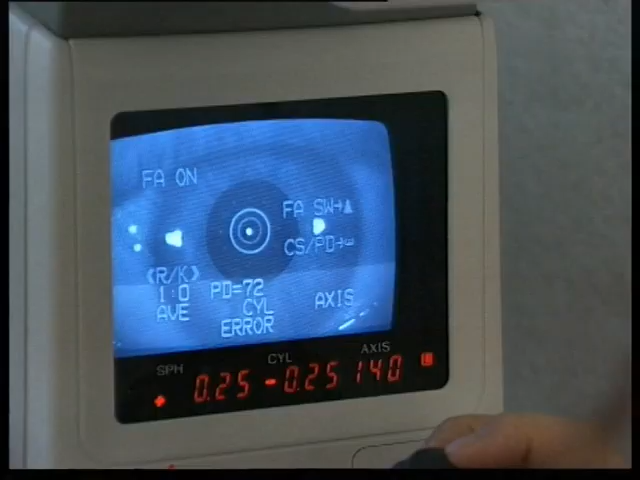 FA ON
FA SW→▲
CS/PD→ω
<R/K>
1:0 PD=72
AVE CYL AXIS
ERROR
SPH CYL AXIS
+0.25 -0.25 140 L